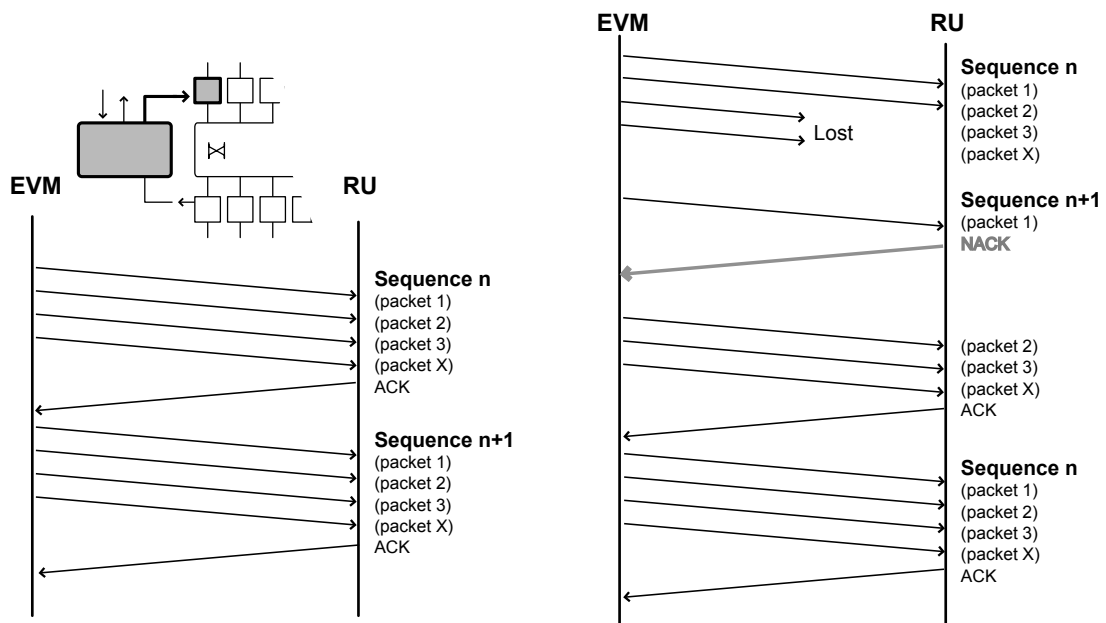 EVM
RU
Sequence n
(packet 1)
(packet 2)
(packet 3)
(packet X)
ACK
Sequence n+1
(packet 1)
(packet 2)
(packet 3)
(packet X)
ACK
EVM
RU
Sequence n
(packet 1)
(packet 2)
(packet 3)
(packet X)
Lost
Sequence n+1
(packet 1)
NACK
(packet 2)
(packet 3)
(packet X)
ACK
Sequence n
(packet 1)
(packet 2)
(packet 3)
(packet X)
ACK